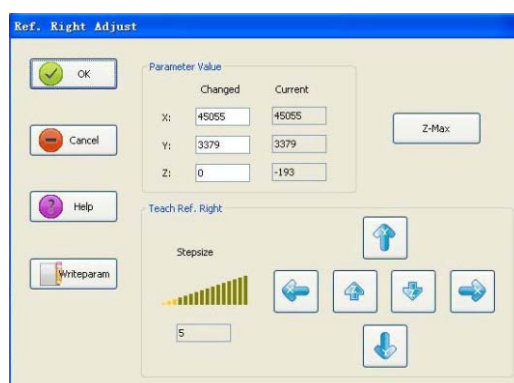 Ref. Right Adjust
OK
Cancel
Help
Writeparam
Parameter Value
Changed Current
X: 45055 45055
Y: 3379 3379
Z: 0 -193
Z-Max
Teach Ref. Right
Stepsize
5
Y
X Z Z X
Y